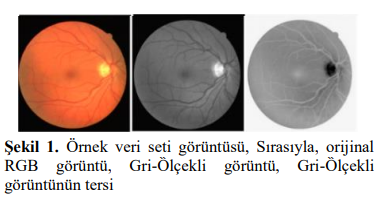 Şekil 1. Örnek veri seti görüntüsü, Sırasıyla, orijinal
RGB görüntü, Gri-Ölçekli görüntü, Gri-Ölçekli
görüntünün tersi